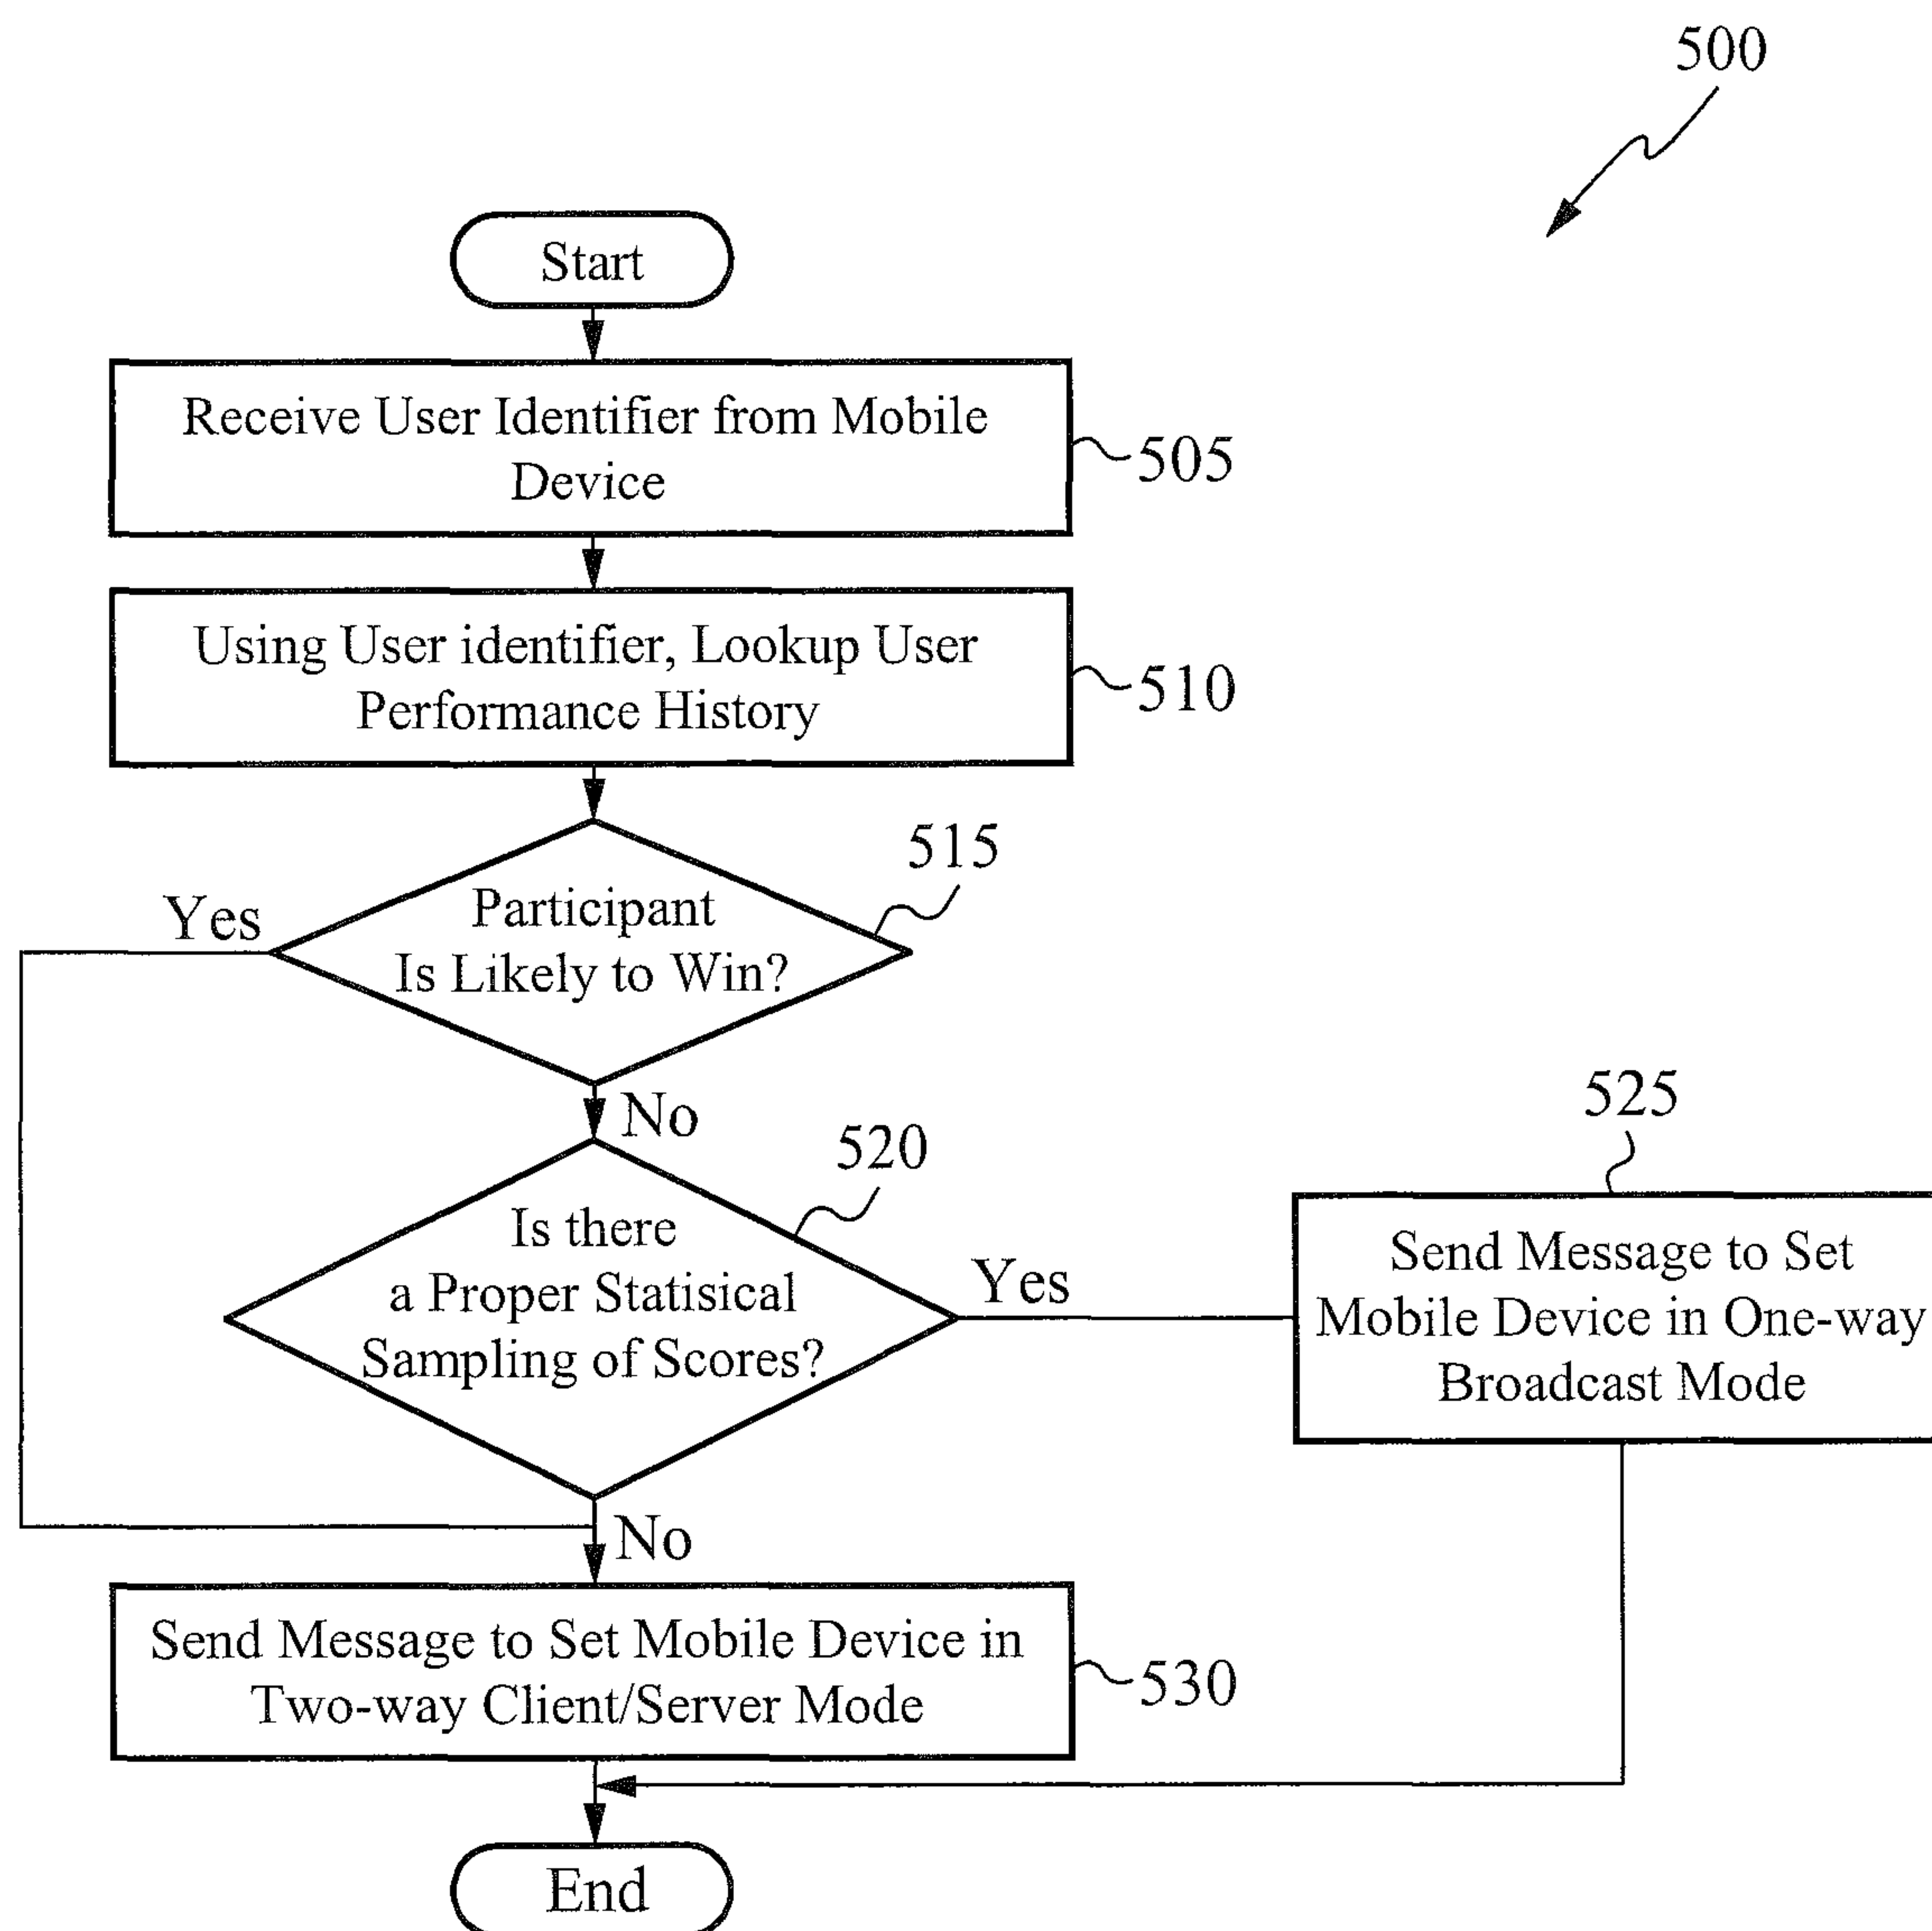 500
Start
Receive User Identifier from Mobile
Device
505
Using User identifier, Lookup User
Performance History
510
515
Participant
Is Likely to Win?
Yes
No
520
Is there
a Proper Statisical
Sampling of Scores?
Yes
525
Send Message to Set
Mobile Device in One-way
Broadcast Mode
No
Send Message to Set Mobile Device in
Two-way Client/Server Mode
530
End